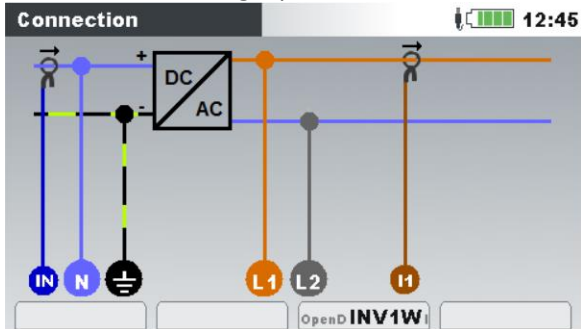 Connection 12:45
+
DC
-
AC
IN N L1 L2 I1
OpenD INV1W